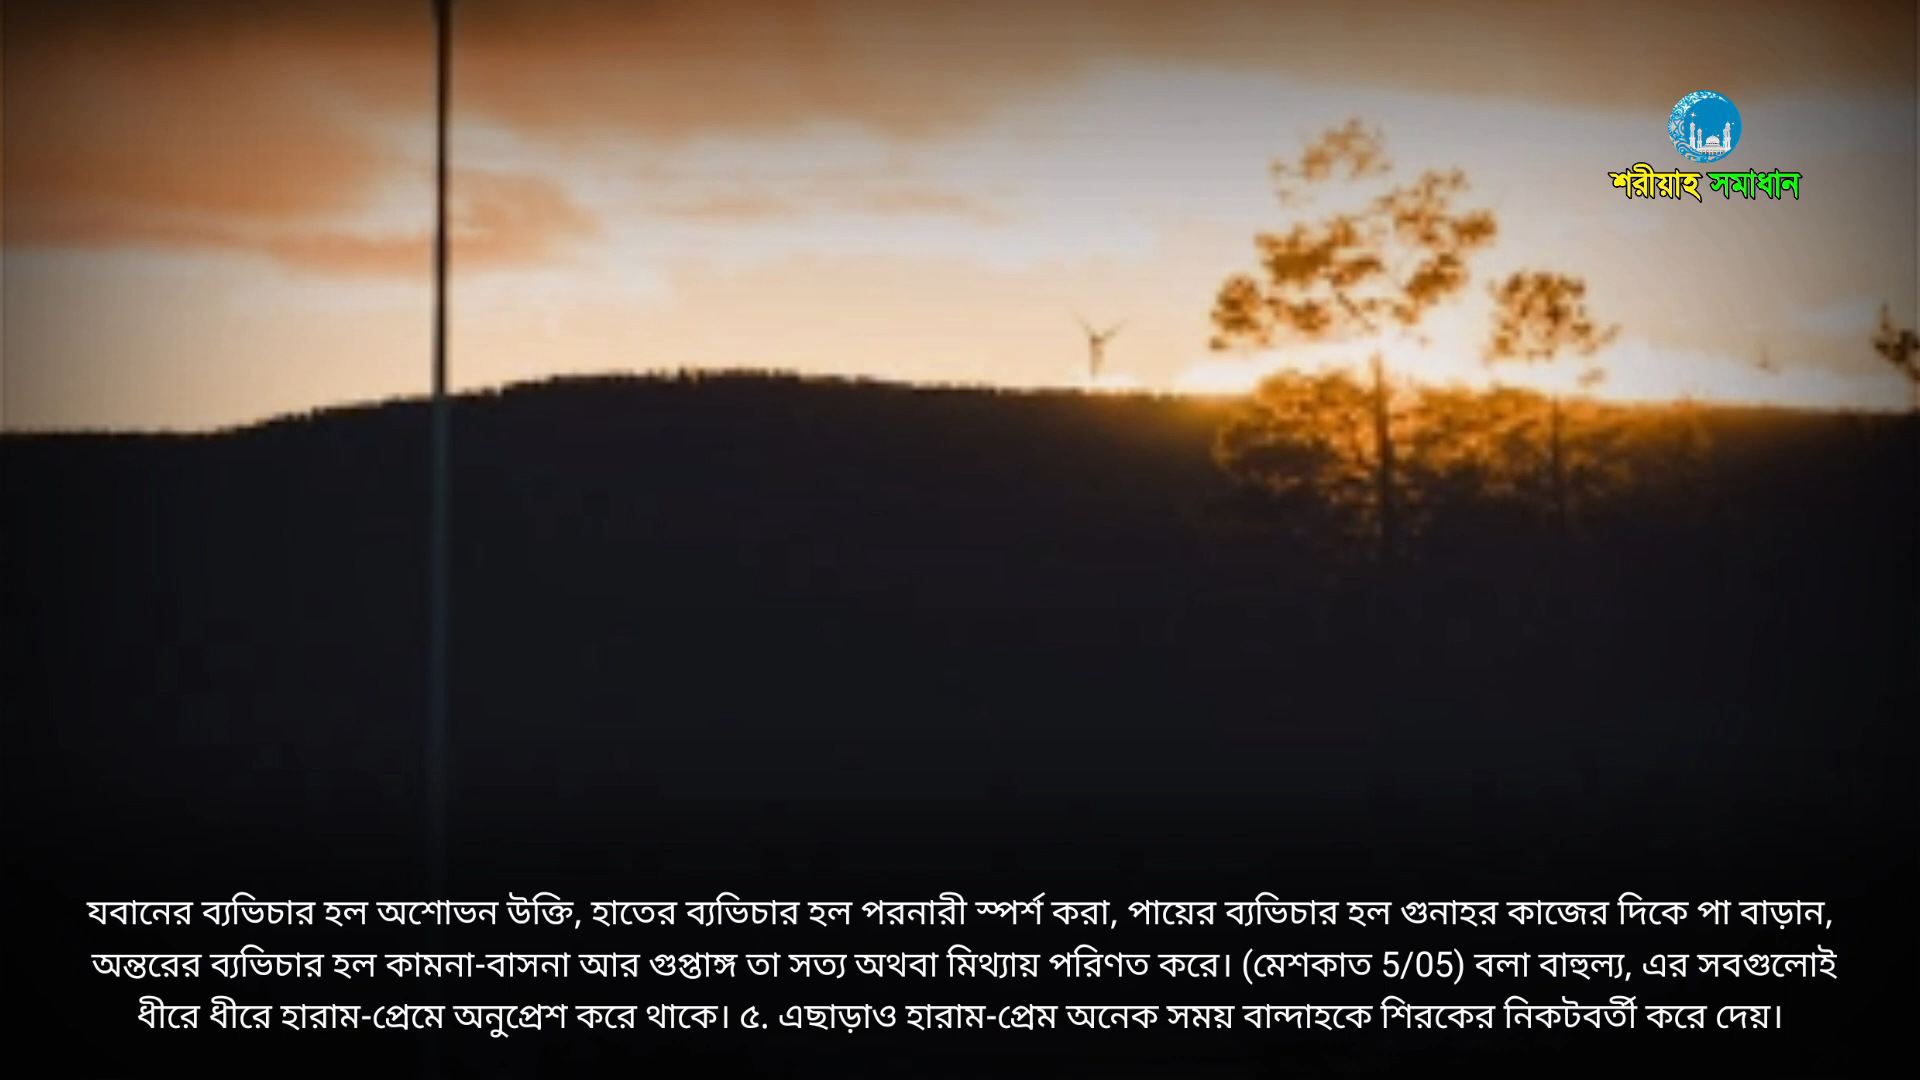 শরীয়াহ সমাধান
যবানের ব্যভিচার হল অশোভন উক্তি, হাতের ব্যভিচার হল পরনারী স্পর্শ করা, পায়ের ব্যভিচার হল গুনাহর কাজের দিকে পা বাড়ান,
অন্তরের ব্যভিচার হল কামনা-বাসনা আর গুপ্তাঙ্গ তা সত্য অথবা মিথ্যায় পরিণত করে। (মেশকাত 5/05) বলা বাহুল্য, এর সবগুলোই
ধীরে ধীরে হারাম-প্রেমে অনুপ্রেশ করে থাকে। ৫. এছাড়াও হারাম-প্রেম অনেক সময় বান্দাহকে শিরকের নিকটবর্তী করে দেয়।